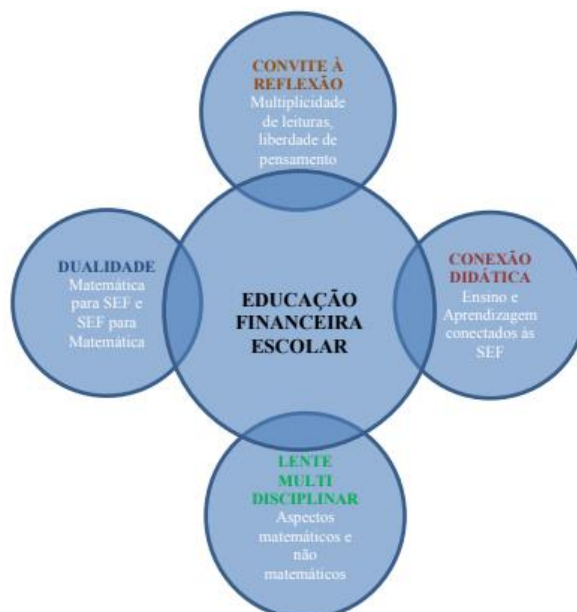 CONVITE À
REFLEXÃO
Multiplicidade
de leituras,
liberdade de
pensamento
DUALIDADE
Matemática
para SEF e
SEF para
Matemática
EDUCAÇÃO
FINANCEIRA
ESCOLAR
CONEXÃO
DIDÁTICA
Ensino e
Aprendizagem
conectados às
SEF
LENTE
MULTI
DISCIPLINAR
Aspectos
matemáticos e
não
matemáticos